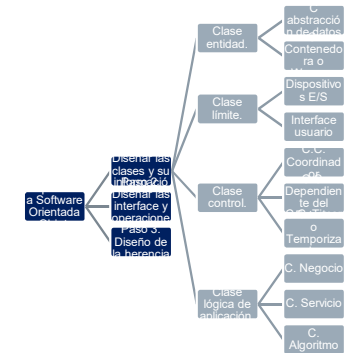 a Software
Orientada
Diseñar las
clases y su
Diseñar las
interface y
operacione
Paso 3.
Diseño de
la herencia
Clase
entidad.
C
abstracció
n de datos
Contenedo
ra o
Clase
límite.
Dispositivo
s E/S
Interface
usuario
Clase
control.
C.C.
Coordinad
or
Dependien
te del
o
Temporiza
Clase
lógica de
aplicación
C. Negocio
C. Servicio
C.
Algoritmo